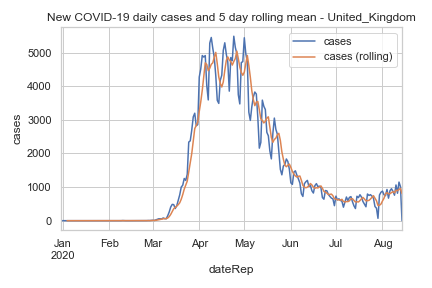 New COVID-19 daily cases and 5 day rolling mean - United_Kingdom
cases
cases (rolling)
cases
5000
4000
3000
2000
1000
0
Jan
2020
Feb
Mar
Apr
May
Jun
Jul
Aug
dateRep